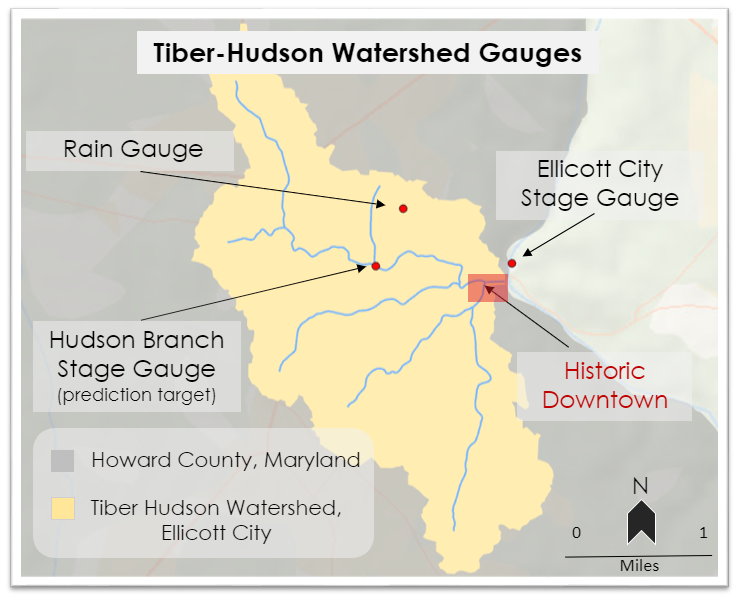 Tiber-Hudson Watershed Gauges
Rain Gauge
Ellicott City
Stage Gauge
Hudson Branch
Stage Gauge
(prediction target)
Historic
Downtown
Howard County, Maryland
Tiber Hudson Watershed,
Ellicott City
N
0 1
Miles